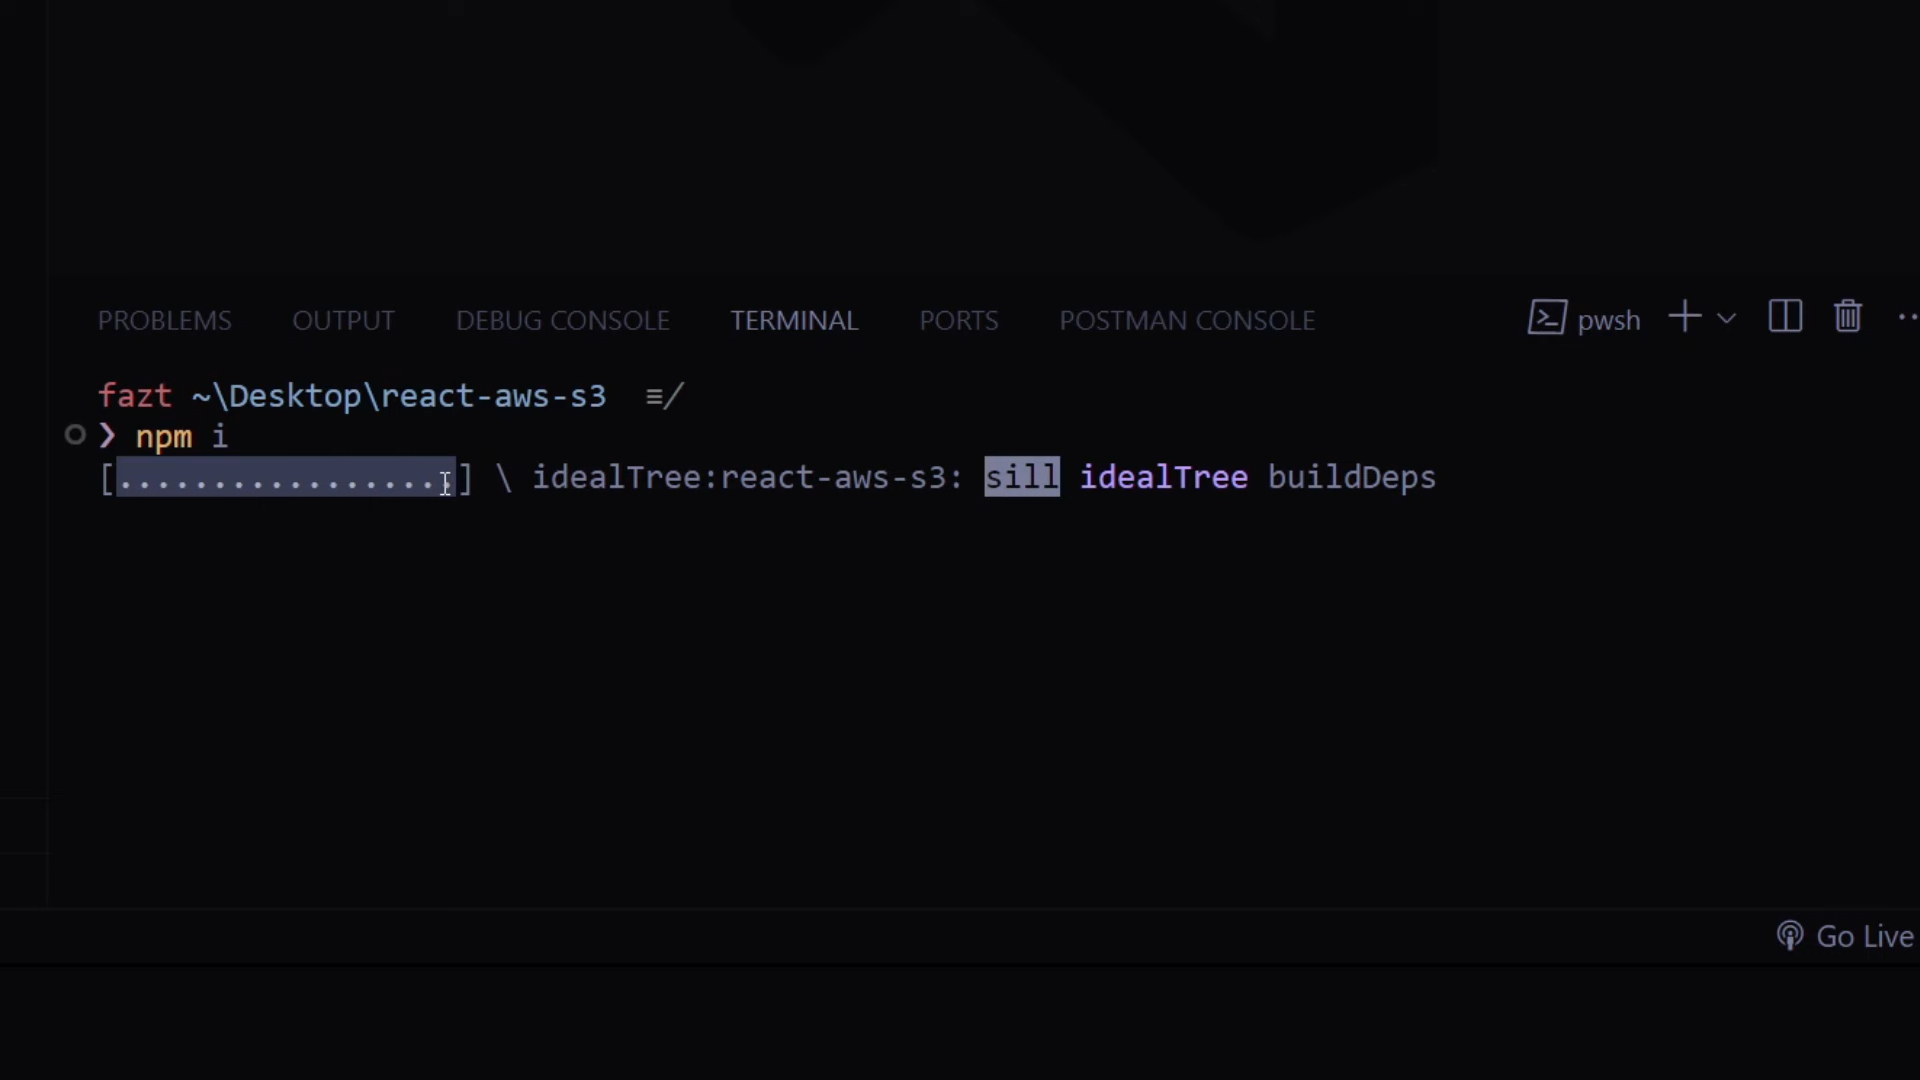 PROBLEMS OUTPUT DEBUG CONSOLE TERMINAL PORTS POSTMAN CONSOLE pwsh
fazt ~\Desktop\react-aws-s3 ≡/
❯ npm i
[..................] \ idealTree:react-aws-s3: sill idealTree buildDeps
Go Live